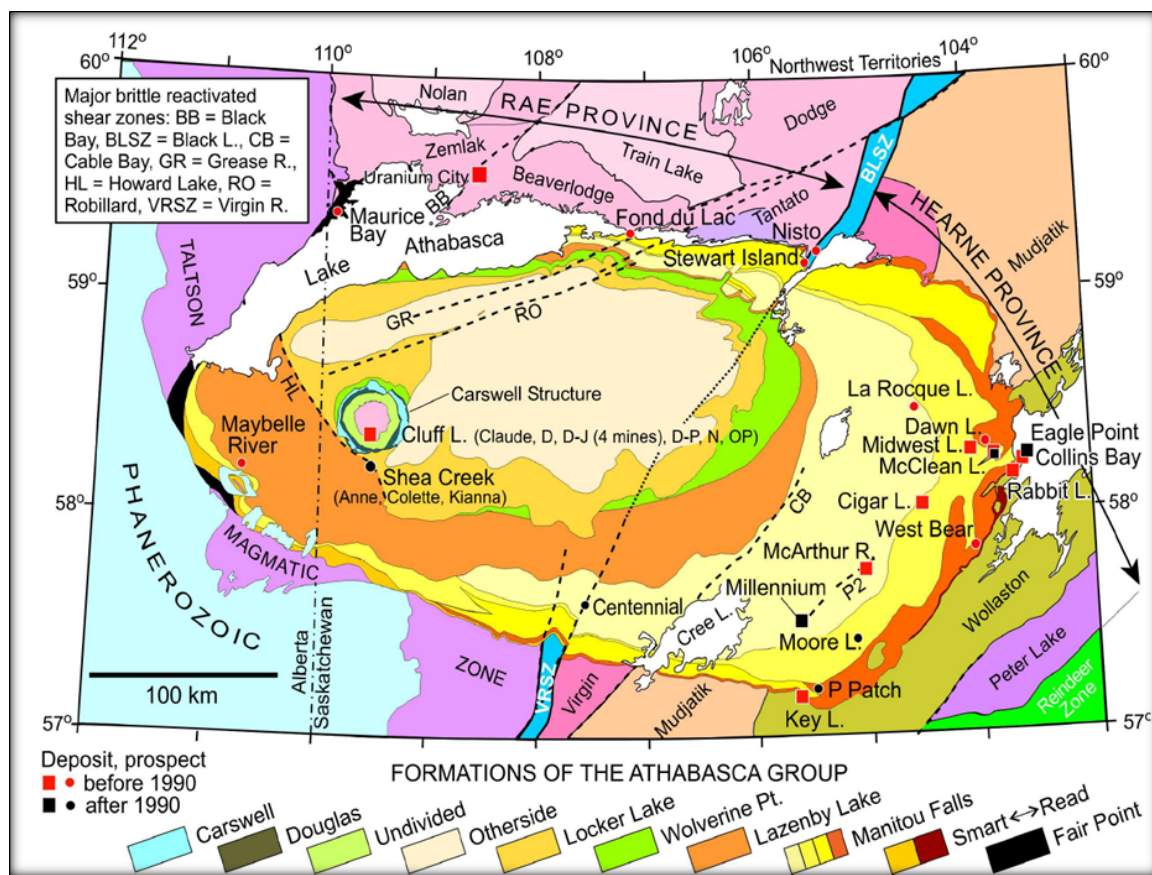 112°
110°
108°
106°
104°
60°
Northwest Territories
60°
Major brittle reactivated
shear zones: BB = Black
Bay, BLSZ = Black L., CB =
Cable Bay, GR = Grease R.,
HL = Howard Lake, RO =
Robillard, VRSZ = Virgin R.
Nolan
RAE PROVINCE
Dodge
Zemlak
Train Lake
BLSZ
Uranium City
BB
Beaverlodge
Tantato
HEARNE PROVINCE
Mudjatik
Maurice
Bay
Fond du Lac
Nisto
Athabasca
Lake
Stewart Island
TALTSON
59°
59°
GR
RO
HL
Carswell Structure
La Rocque L.
Maybelle
River
Cluff L. (Claude, D, D-J (4 mines), D-P, N, OP)
Dawn L.
Midwest L.
McClean L.
Eagle Point
Collins Bay
Shea Creek
(Anne, Colette, Kianna)
Rabbit L.
58°
58°
CB
Cigar L.
West Bear
MAGMATIC
PHANEROZOIC
McArthur R.
Millennium
P2
Centennial
Cree L.
Moore L.
Wollaston
Alberta
Saskatchewan
ZONE
VRSZ
Virgin
Mudjatik
P Patch
Key L.
Peter Lake
Reindeer
Zone
100 km
57°
57°
Deposit, prospect
before 1990
after 1990
FORMATIONS OF THE ATHABASCA GROUP
Carswell
Douglas
Undivided
Otherside
Locker Lake
Wolverine Pt.
Lazenby Lake
Manitou Falls
Smart↔Read
Fair Point